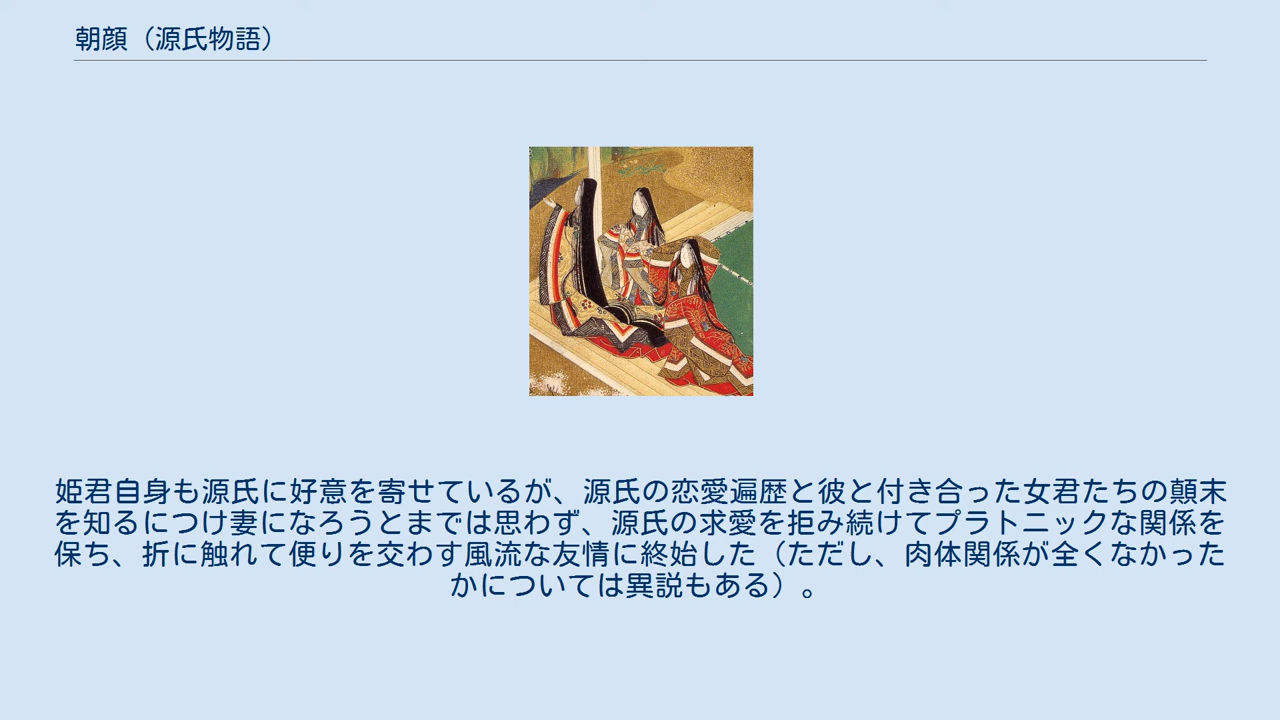 朝顔（源氏物語）
姫君自身も源氏に好意を寄せているが、源氏の恋愛遍歴と彼と付き合った女君たちの顛末
を知るにつけ妻になろうとまでは思わず、源氏の求愛を拒み続けてプラトニックな関係を
保ち、折に触れて便りを交わす風流な友情に終始した（ただし、肉体関係が全くなかった
かについては異説もある）。